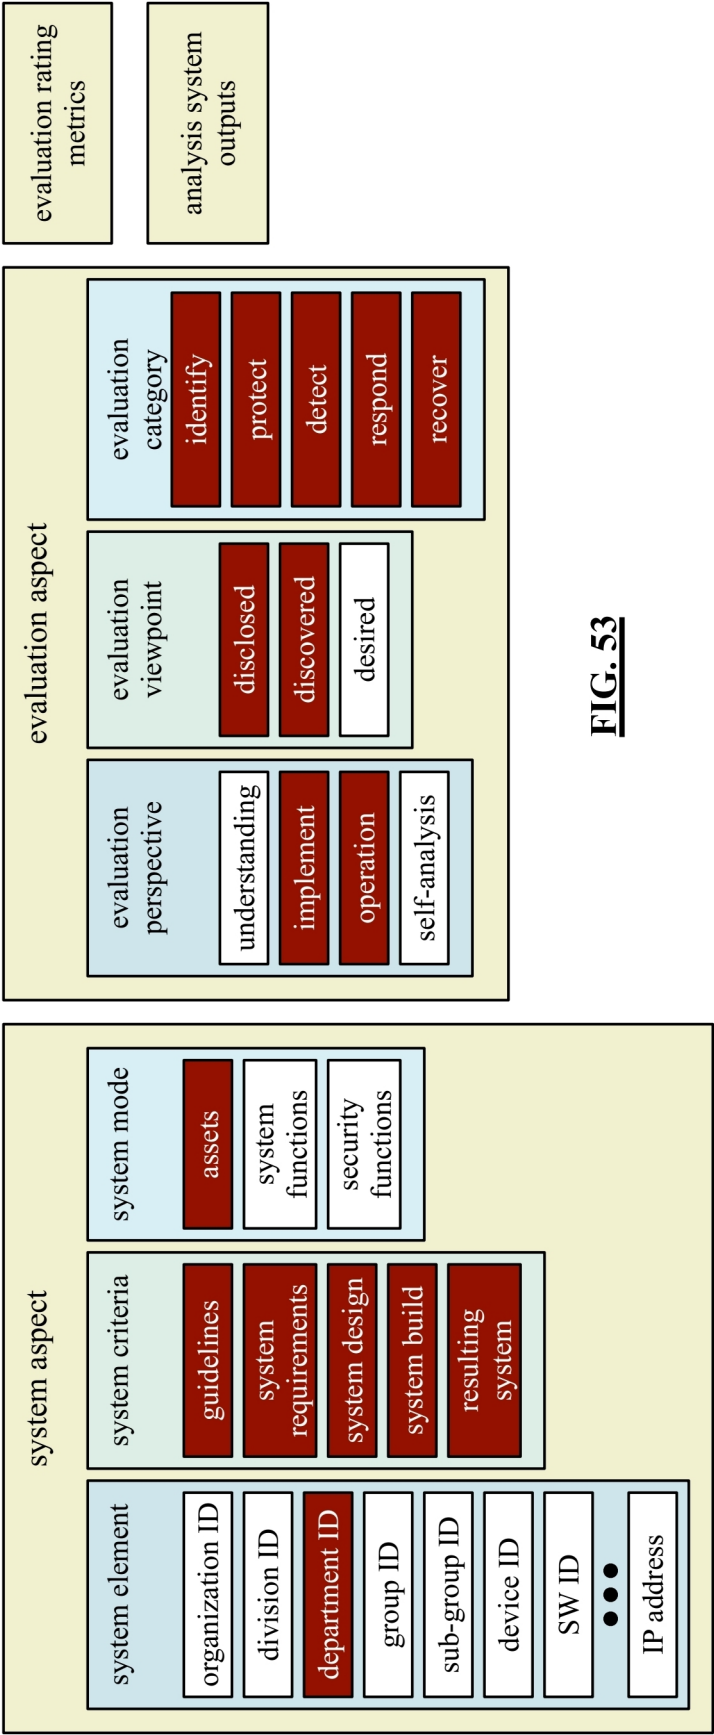 system aspect
system element
organization ID
division ID
department ID
group ID
sub-group ID
device ID
SW ID
IP address
system criteria
guidelines
system
requirements
system design
system build
resulting
system
system mode
assets
system
functions
security
functions
evaluation aspect
evaluation
perspective
understanding
implement
operation
self-analysis
evaluation
viewpoint
disclosed
discovered
desired
evaluation
category
identify
protect
detect
respond
recover
evaluation rating
metrics
analysis system
outputs
FIG. 53